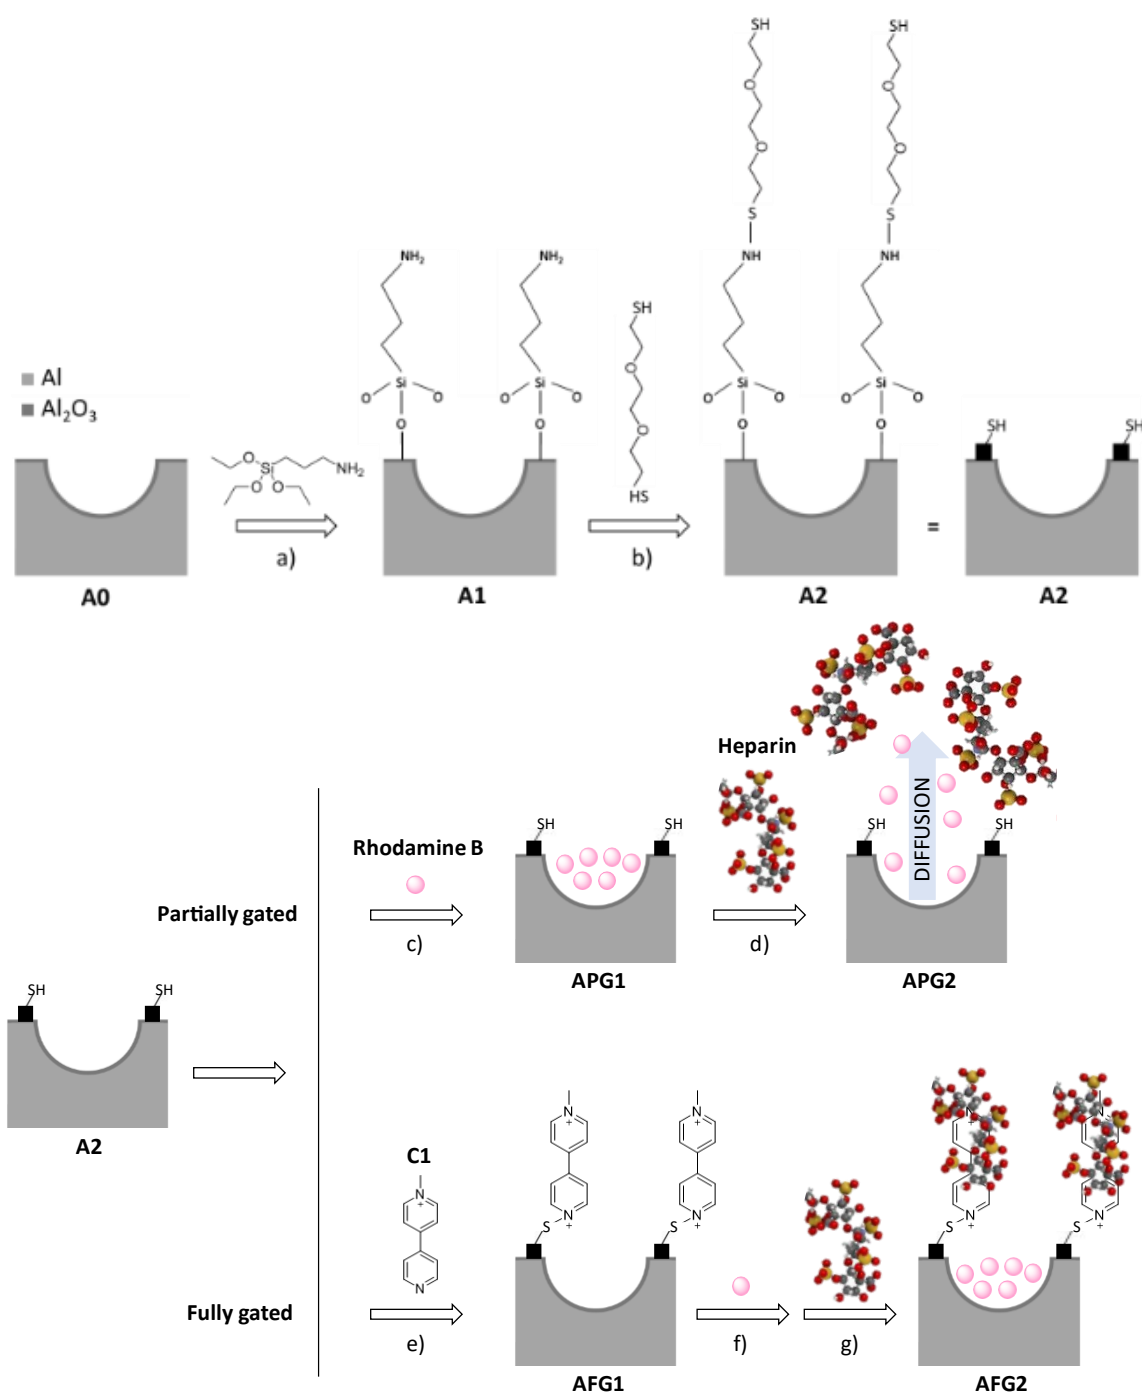 SH SH
O O
O O
S S
NH NH
NH₂ NH₂
SH
O
O
HS
Si Si Si Si
O O O O O O O O
O O O O
Al
Al₂O₃
O Si NH₂
O O
SH SH
a) b) =
A0 A1 A2 A2
Heparin
DIFFUSION
Rhodamine B
SH SH SH SH
Partially gated
c) d)
APG1 APG2
SH SH
A2
C1
N
+
N
N N
+ +
N N
+ +
S S
N N
+
N N
+ +
S S
Fully gated
e) f) g)
AFG1 AFG2